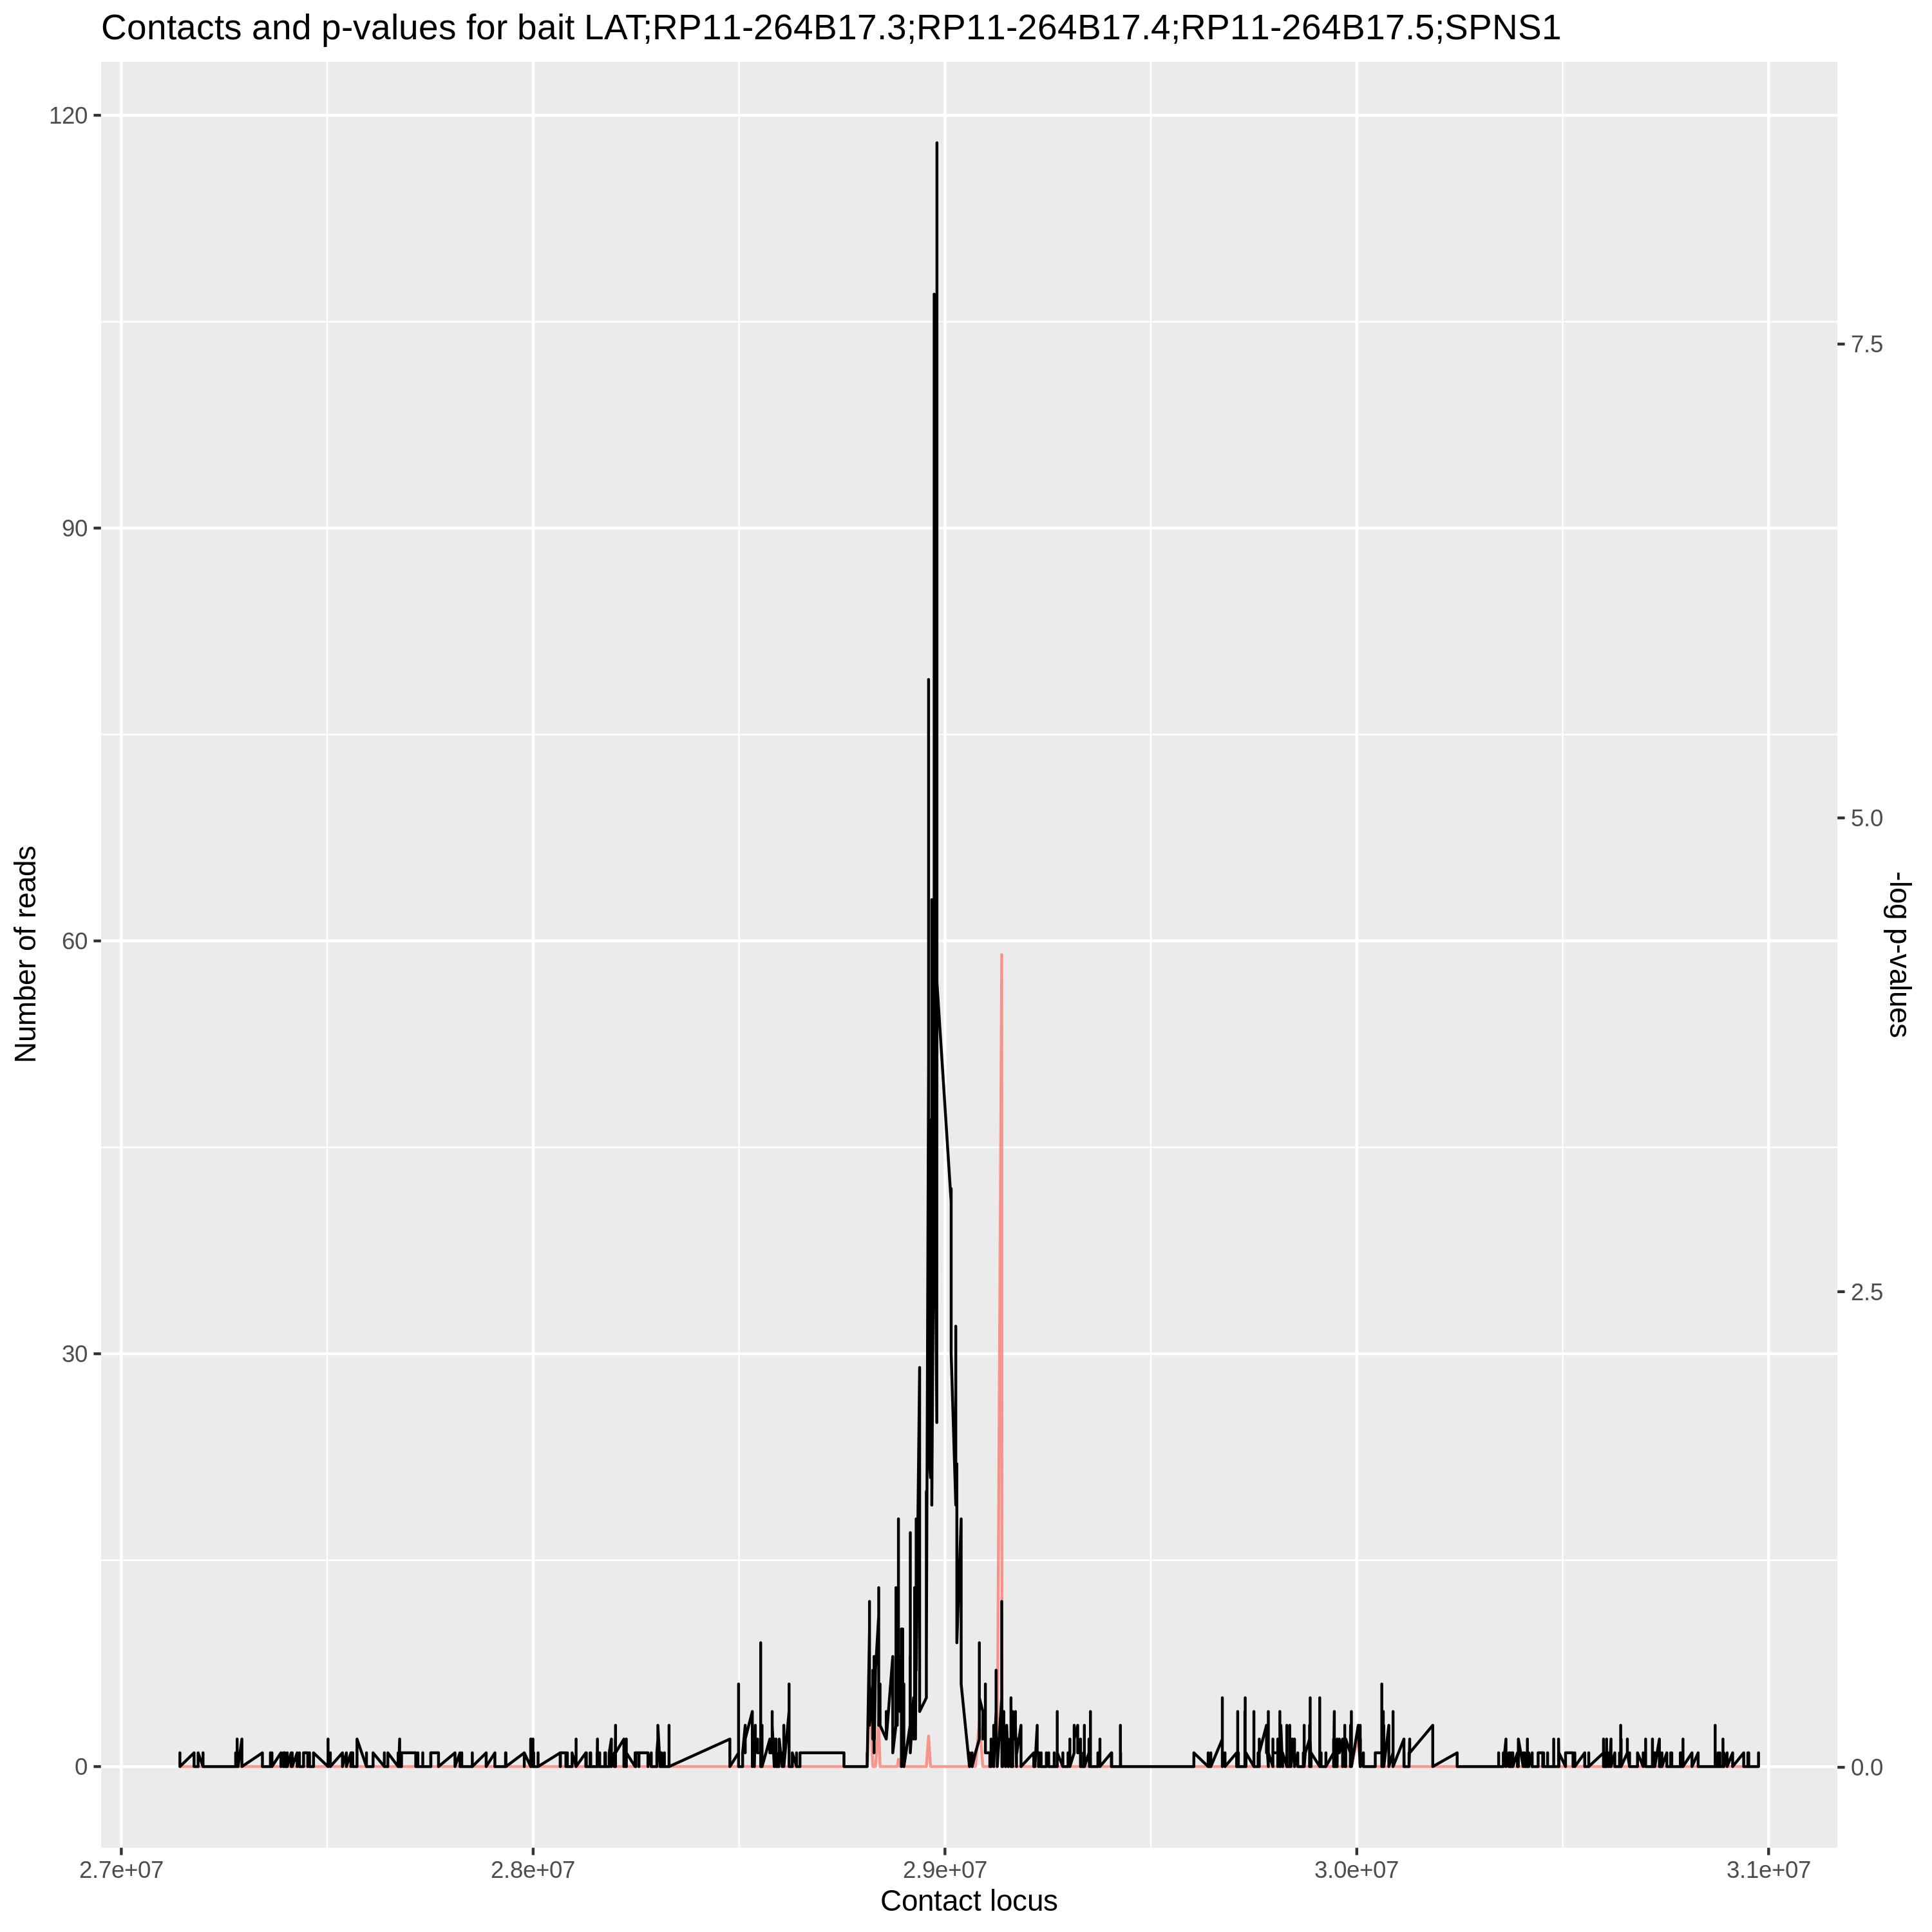 Contacts and p-values for bait LAT;RP11-264B17.3;RP11-264B17.4;RP11-264B17.5;SPNS1
120
90
60
30
0
Number of reads
7.5
5.0
2.5
0.0
-log p-values
2.7e+07
2.8e+07
2.9e+07
3.0e+07
3.1e+07
Contact locus